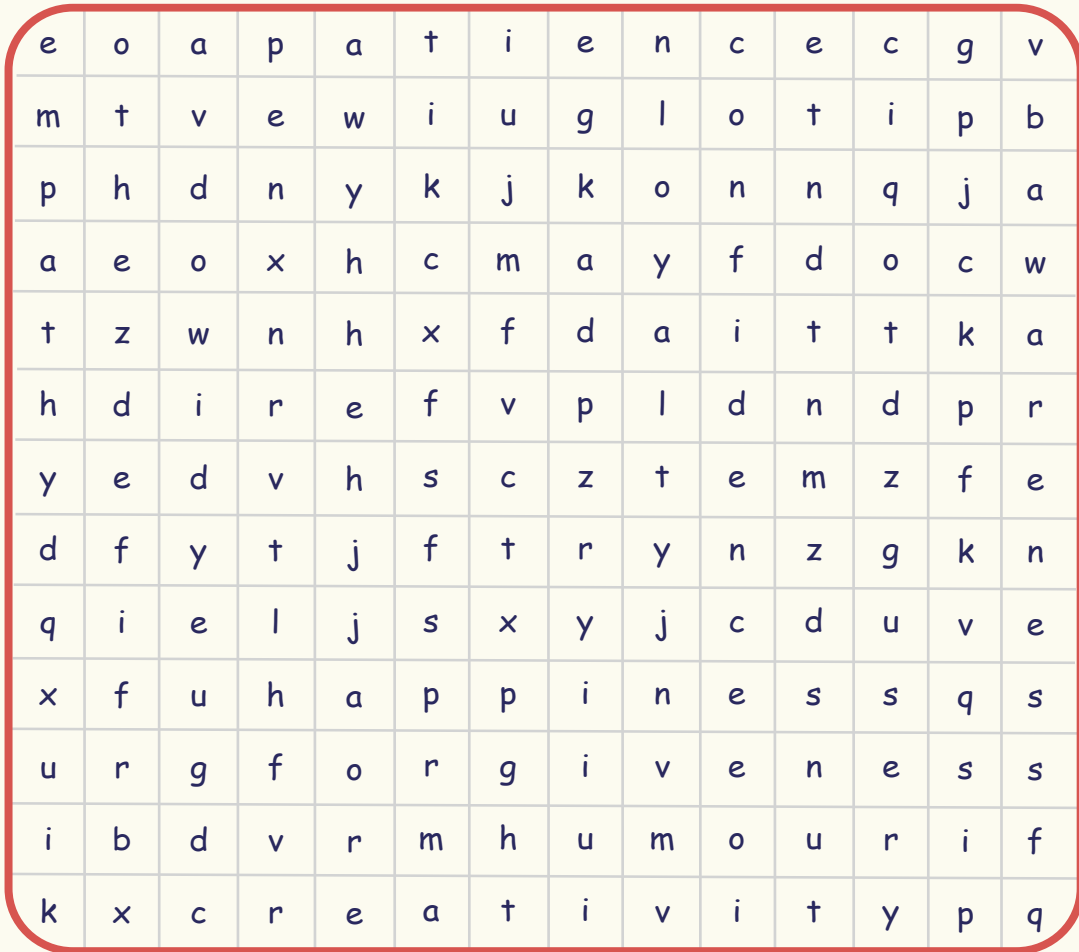 e o a p a t i e n c e c g v
m t v e w i u g l o t i p b
p h d n y k j k o n n q j a
a e o x h c m a y f d o c w
t z w n h x f d a i t t k a
h d i r e f v p l d n d p r
y e d v h s c z t e m z f e
d f y t j f t r y n z g k n
q i e l j s x y j c d u v e
x f u h a p p i n e s s q s
u r g f o r g i v e n e s s
i b d v r m h u m o u r i f
k x c r e a t i v i t y p q